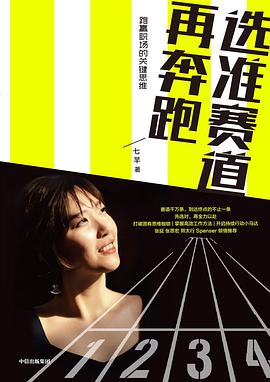 选准赛道
再奔跑
跑赢职场的关键思维
七芊 著
赛道千万条，到达终点的不止一条
先选对，再全力以赴
打破固有思维枷锁｜掌握高效工作方法｜开启持续行动小马达
张延 张思宏 熊太行 Spenser 倾情推荐
1 2 3 4
中信出版集团